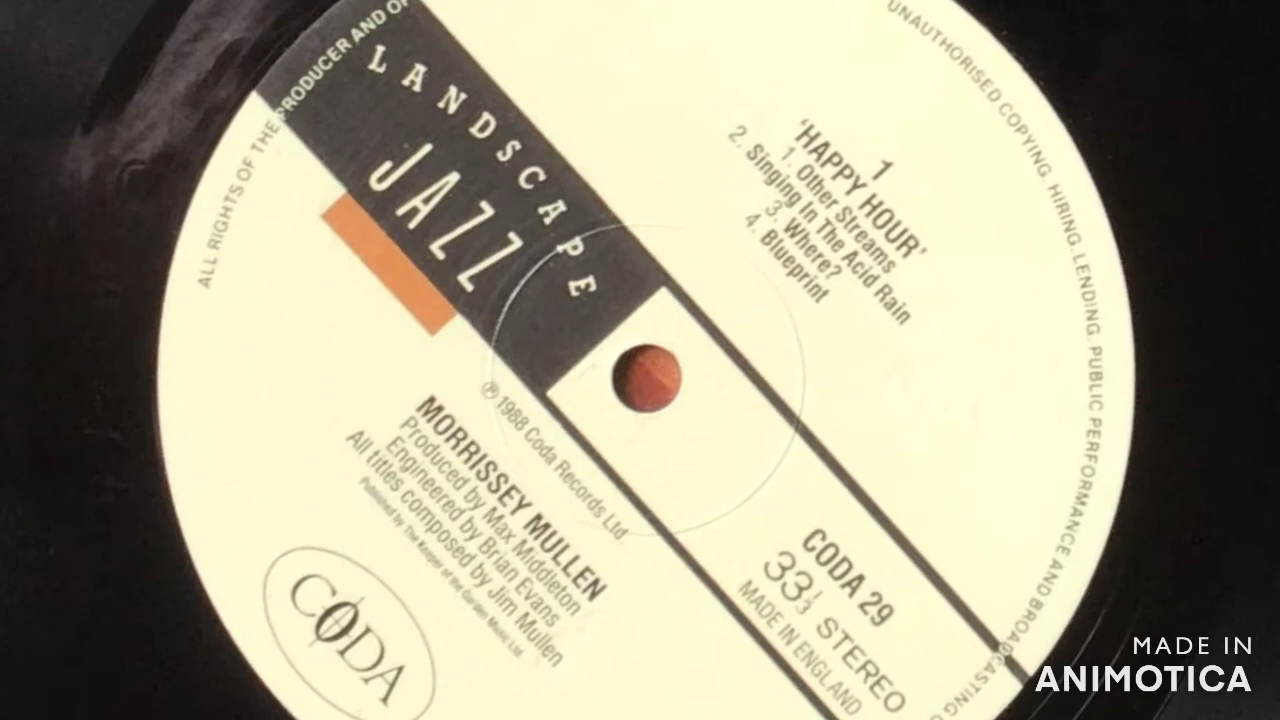 ALL RIGHTS OF THE PRODUCER AND OF
UNAUTHORISED COPYING, HIRING, LENDING, PUBLIC PERFORMANCE AND BROADCASTING
LANDSCAPE
JAZZ
1
‘HAPPY HOUR’
1. Other Streams
2. Singing In The Acid Rain
3. Where?
4. Blueprint
℗ 1988 Coda Records Ltd
MORRISSEY MULLEN
Produced by Max Middleton
Engineered by Brian Evans
All titles composed by Jim Mullen
Published by The Keeper of the Garden Music Ltd.
CODA
CODA 29
33⅓ STEREO
MADE IN ENGLAND
MADE IN
ANIMOTICA